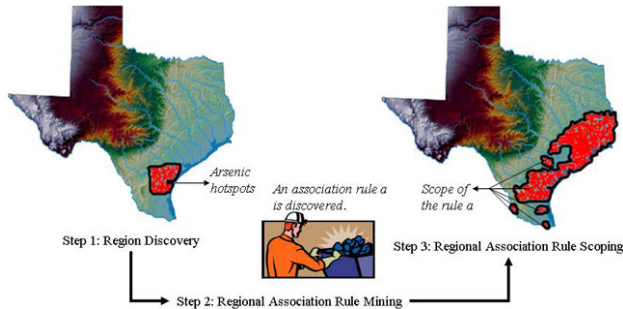 Arsenic
hotspots
Step 1: Region Discovery
An association rule a
is discovered.
Step 2: Regional Association Rule Mining
Scope of
the rule a
Step 3: Regional Association Rule Scoping